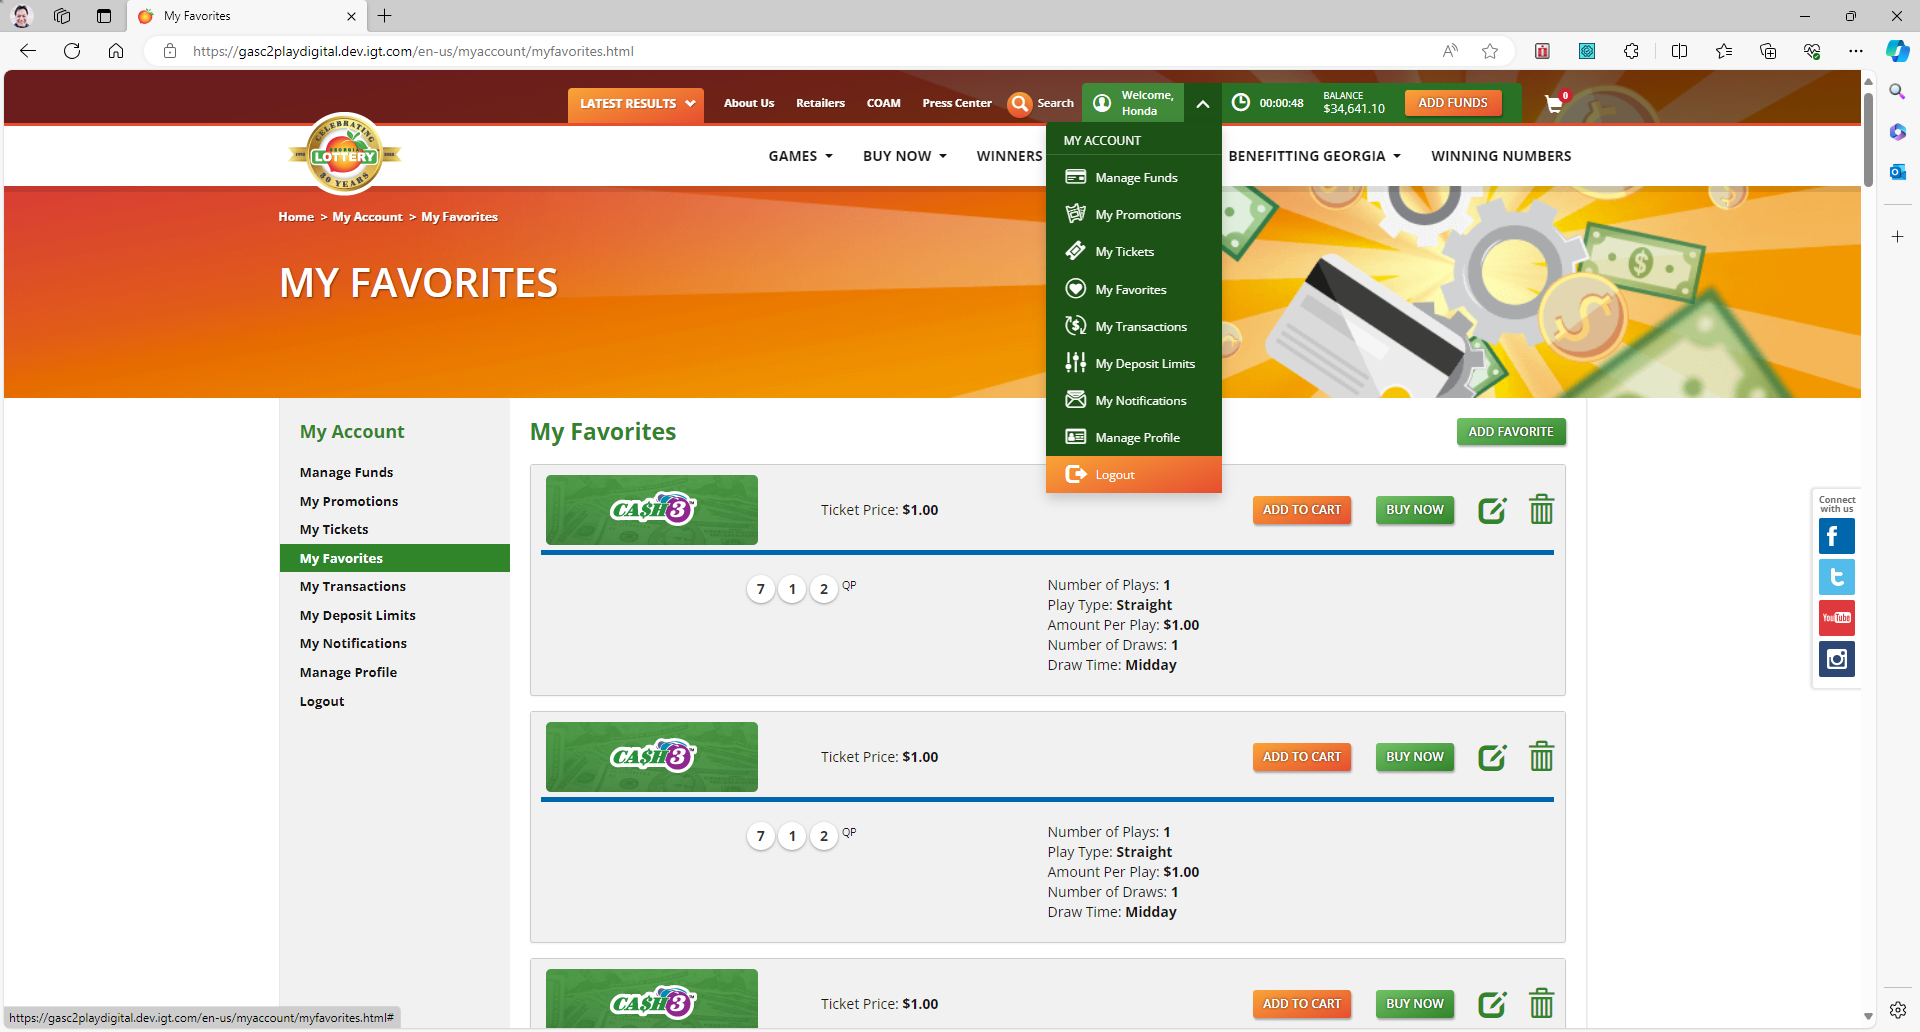 My Favorites
https://gasc2playdigital.dev.igt.com/en-us/myaccount/myfavorites.html
LATEST RESULTS
About Us
Retailers
COAM
Press Center
Search
Welcome,
Honda
00:00:48
BALANCE
$34,641.10
ADD FUNDS
0
CELEBRATING
GEORGIA
LOTTERY
30 YEARS
GAMES
BUY NOW
WINNERS
BENEFITTING GEORGIA
WINNING NUMBERS
MY ACCOUNT
Manage Funds
My Promotions
My Tickets
My Favorites
My Transactions
My Deposit Limits
My Notifications
Manage Profile
Logout
Home > My Account > My Favorites
MY FAVORITES
My Account
Manage Funds
My Promotions
My Tickets
My Favorites
My Transactions
My Deposit Limits
My Notifications
Manage Profile
Logout
My Favorites
ADD FAVORITE
CA$H 3
Ticket Price: $1.00
ADD TO CART
BUY NOW
7 1 2 QP
Number of Plays: 1
Play Type: Straight
Amount Per Play: $1.00
Number of Draws: 1
Draw Time: Midday
CA$H 3
Ticket Price: $1.00
ADD TO CART
BUY NOW
7 1 2 QP
Number of Plays: 1
Play Type: Straight
Amount Per Play: $1.00
Number of Draws: 1
Draw Time: Midday
CA$H 3
Ticket Price: $1.00
ADD TO CART
BUY NOW
Connect
with us
YouTube
https://gasc2playdigital.dev.igt.com/en-us/myaccount/myfavorites.html#